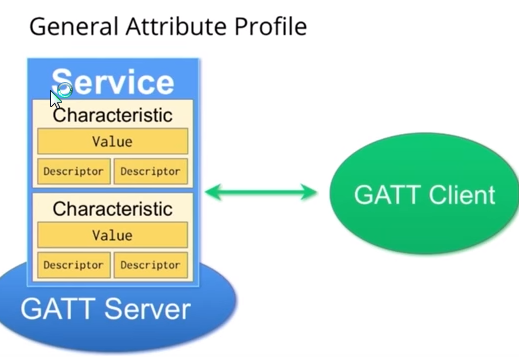 General Attribute Profile
Service
Characteristic
Value
Descriptor Descriptor
Characteristic
Value
Descriptor Descriptor
GATT Server
GATT Client